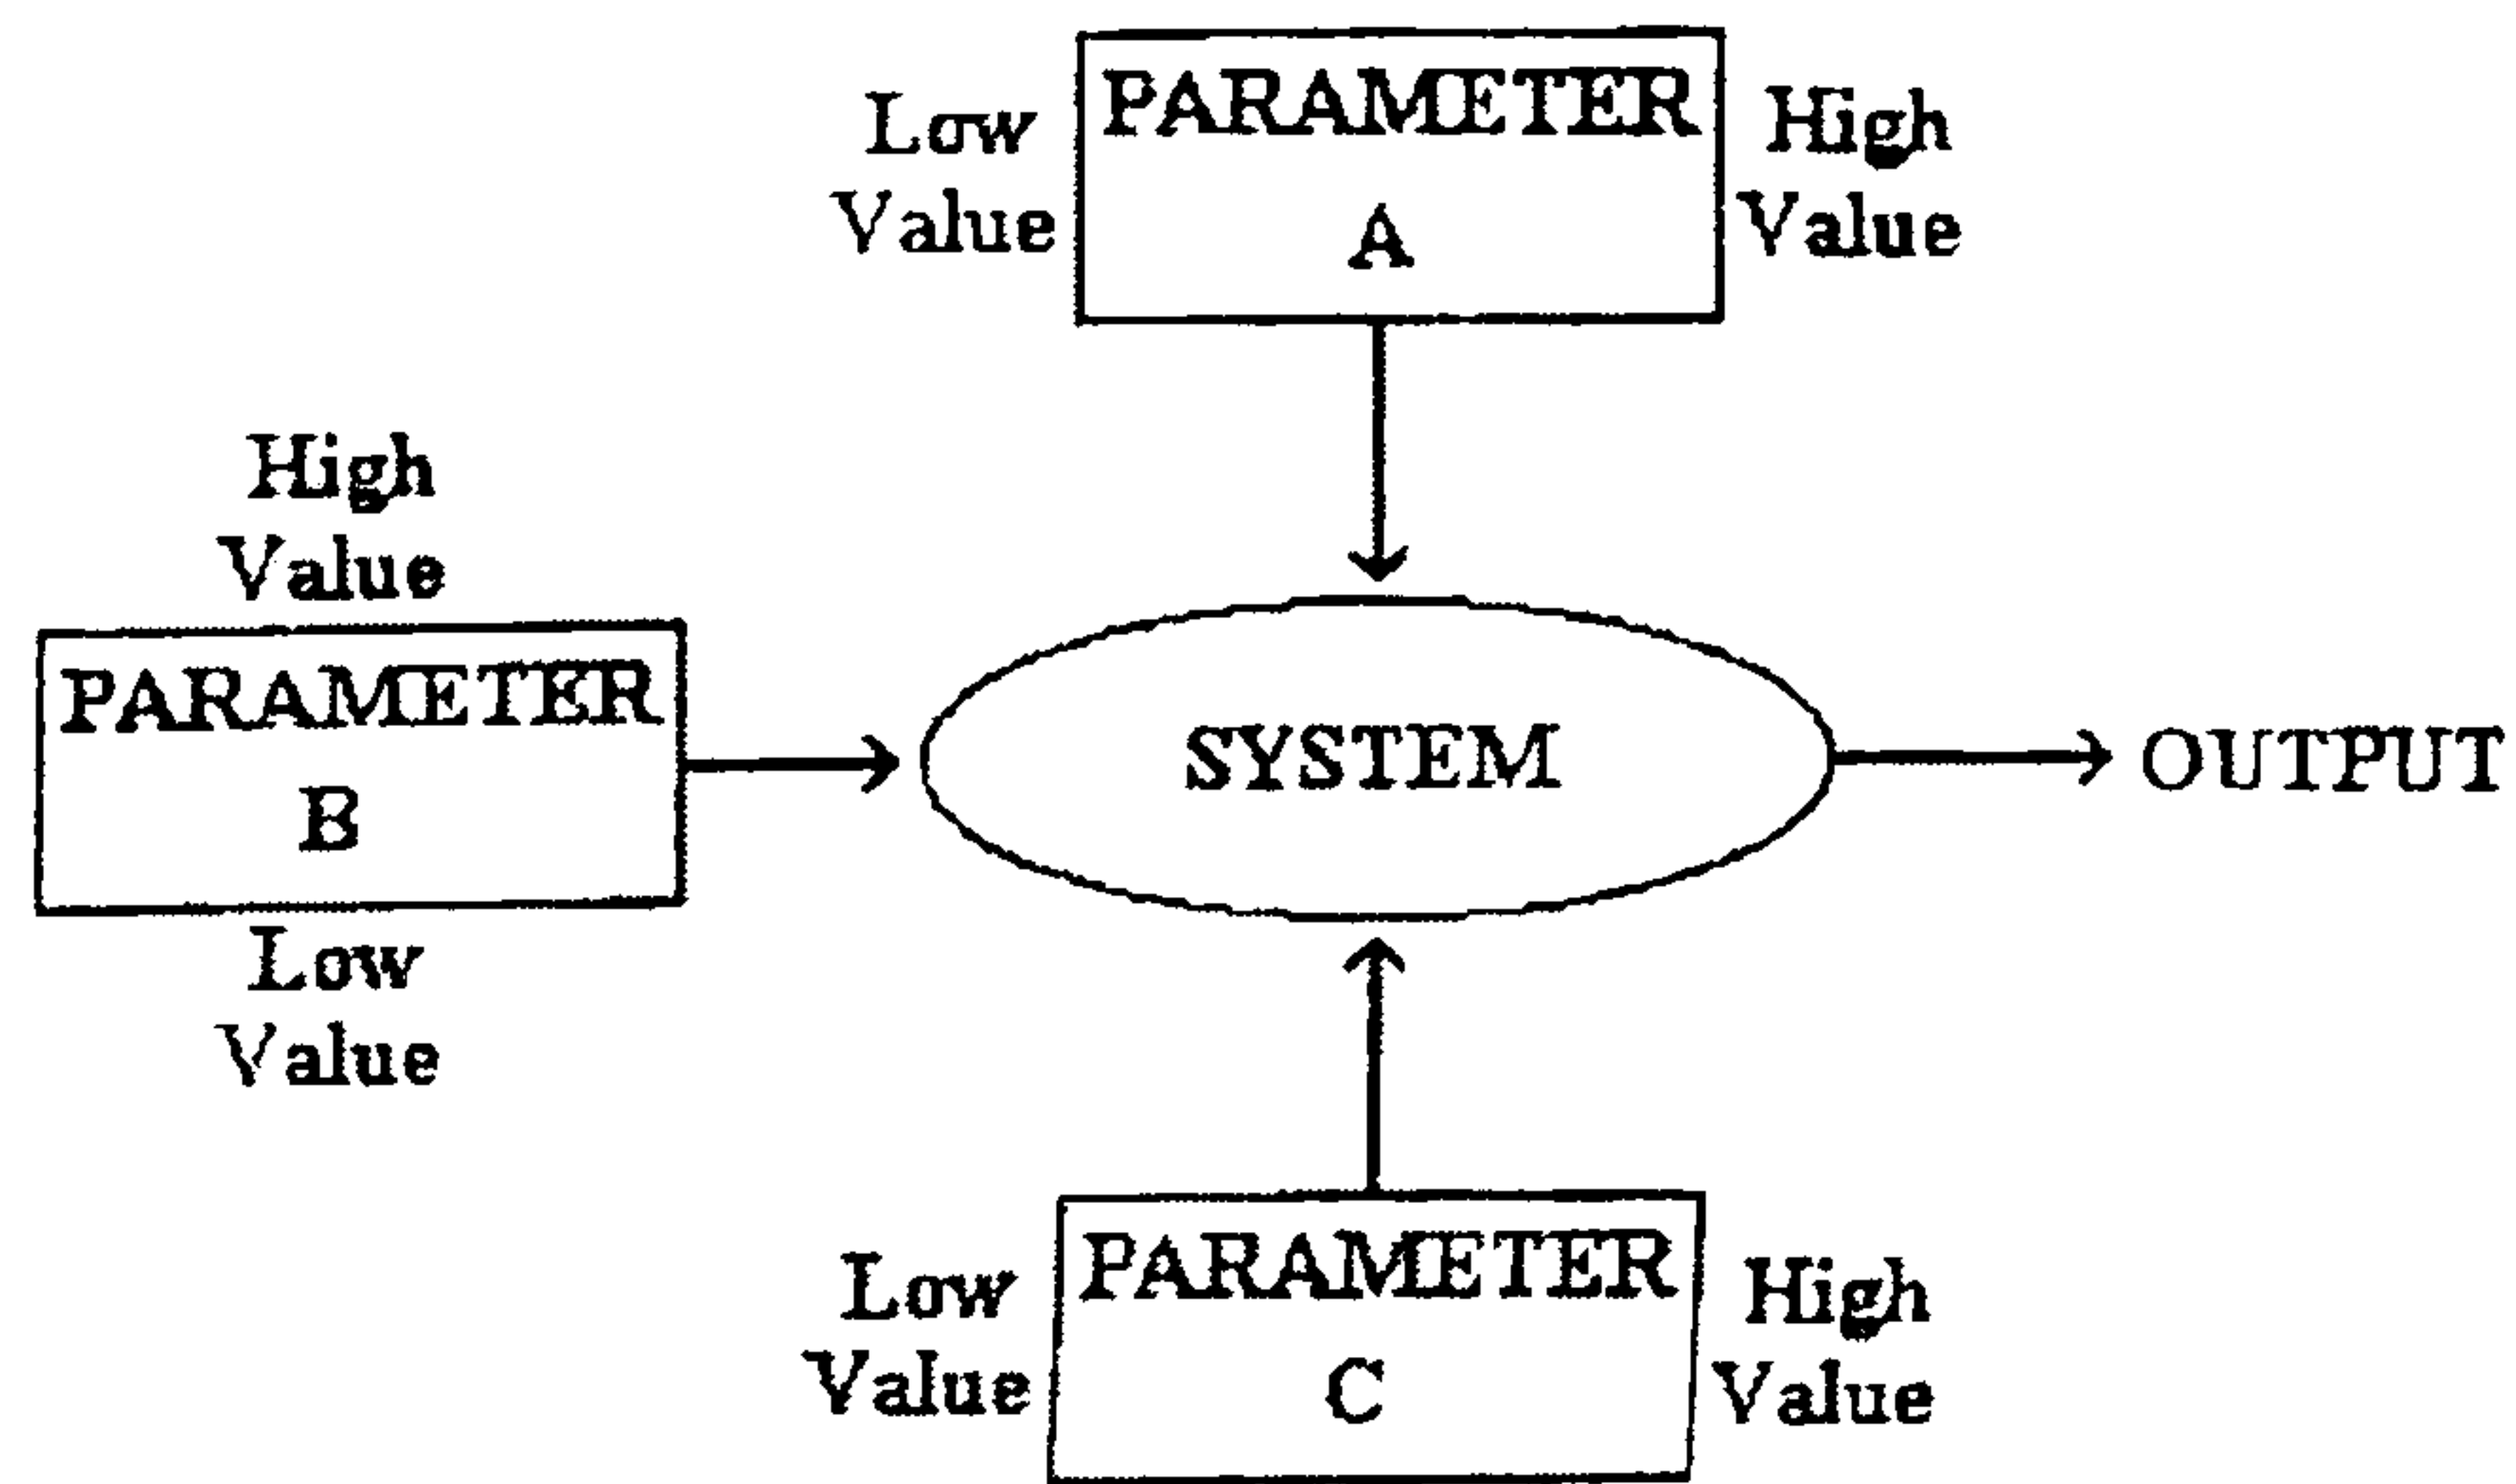 Low
Value
PARAMETER
A
High
Value
High
Value
PARAMETER
B
Low
Value
SYSTEM
OUTPUT
Low
Value
PARAMETER
C
High
Value